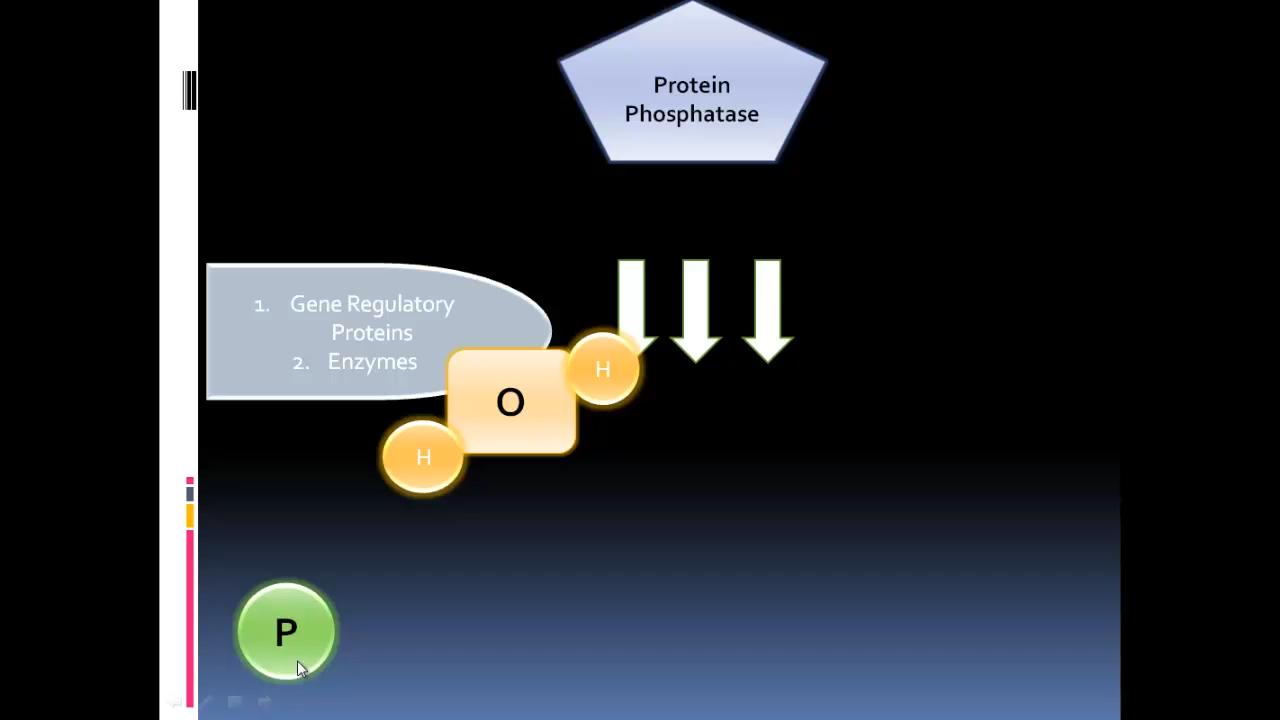 Protein
Phosphatase
1. Gene Regulatory
Proteins
2. Enzymes
H
O
H
P